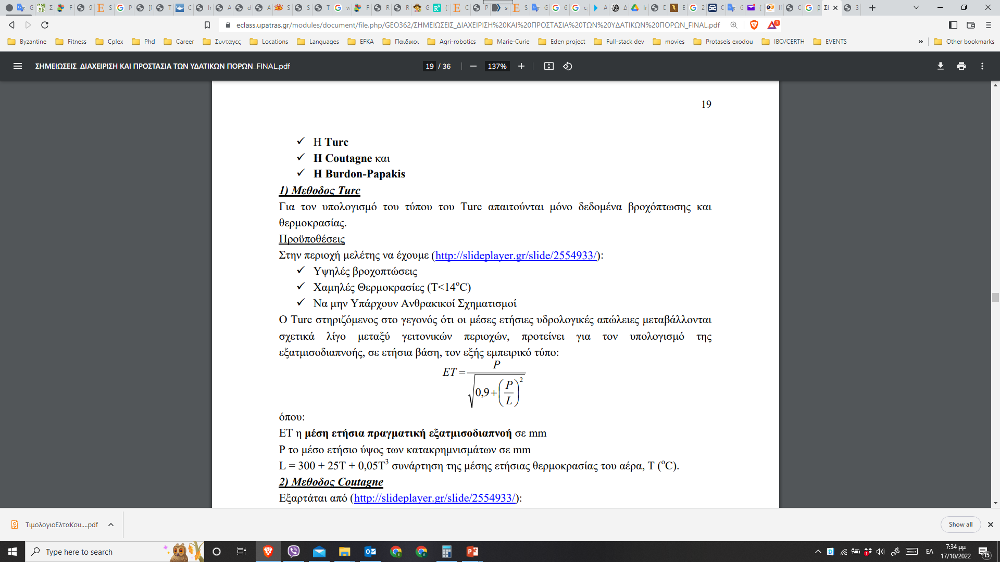 eclass.upatras.gr/modules/document/file.php/GEO362/ΣΗΜΕΙΩΣΕΙΣ_ΔΙΑΧΕΙΡΙΣΗ%20ΚΑΙ%20ΠΡΟΣΤΑΣΙΑ%20ΤΩΝ%20ΥΔΑΤΙΚΩΝ%20ΠΟΡΩΝ_FINAL.pdf
Byzantine Fitness Cplex Phd Career Συνταγες Locations Languages EFKA Παιδικοι Agri-robotics Marie-Curie Eden project Full-stack dev movies Protaseis exodou IBO/CERTH EVENTS » Other bookmarks
ΣΗΜΕΙΩΣΕΙΣ_ΔΙΑΧΕΙΡΙΣΗ ΚΑΙ ΠΡΟΣΤΑΣΙΑ ΤΩΝ ΥΔΑΤΙΚΩΝ ΠΟΡΩΝ_FINAL.pdf 19 / 36 137%
19
✓ Η Turc
✓ Η Coutagne και
✓ Η Burdon-Papakis
1) Μεθοδος Turc
Για τον υπολογισμό του τύπου του Turc απαιτούνται μόνο δεδομένα βροχόπτωσης και
θερμοκρασίας.
Προϋποθέσεις
Στην περιοχή μελέτης να έχουμε (http://slideplayer.gr/slide/2554933/):
✓ Υψηλές βροχοπτώσεις
✓ Χαμηλές Θερμοκρασίες (Τ<14°C)
✓ Να μην Υπάρχουν Ανθρακικοί Σχηματισμοί
Ο Turc στηριζόμενος στο γεγονός ότι οι μέσες ετήσιες υδρολογικές απώλειες μεταβάλλονται
σχετικά λίγο μεταξύ γειτονικών περιοχών, προτείνει για τον υπολογισμό της
εξατμισοδιαπνοής, σε ετήσια βάση, τον εξής εμπειρικό τύπο:
ET = P / √(0,9+(P/L)²)
όπου:
ΕΤ η μέση ετήσια πραγματική εξατμισοδιαπνοή σε mm
P το μέσο ετήσιο ύψος των κατακρημνισμάτων σε mm
L = 300 + 25T + 0,05T³ συνάρτηση της μέσης ετήσιας θερμοκρασίας του αέρα, Τ (°C).
2) Μεθοδος Coutagne
Εξαρτάται από (http://slideplayer.gr/slide/2554933/):
ΤιμολογιοΕλταΚου....pdf Show all
Type here to search ΕΛ 7:34 μμ
17/10/2022 15